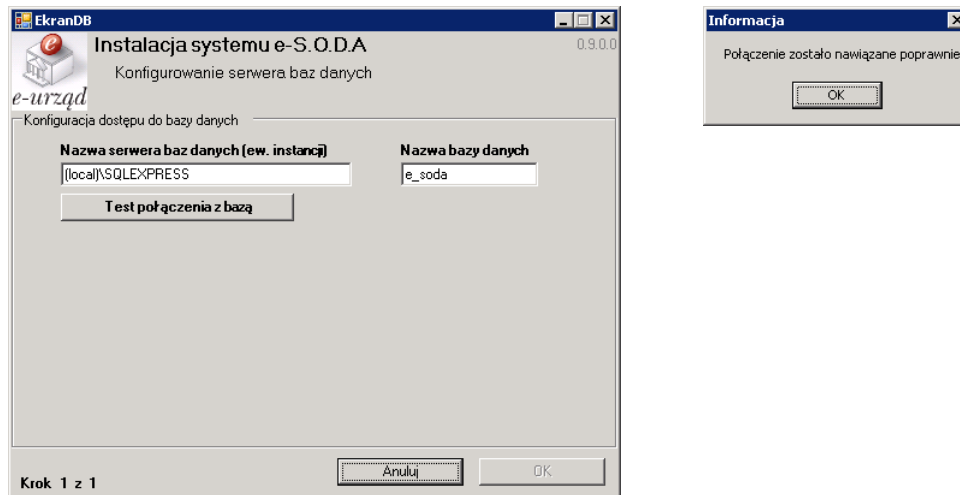 EkranDB
Instalacja systemu e-S.O.D.A
0.9.0.0
Konfigurowanie serwera baz danych
e
e-urząd
Konfiguracja dostępu do bazy danych
Nazwa serwera baz danych (ew. instancji)
Nazwa bazy danych
(local)\SQLEXPRESS
e_soda
Test połączenia z bazą
Krok 1 z 1
Anuluj
OK
Informacja
Połączenie zostało nawiązane poprawnie
OK